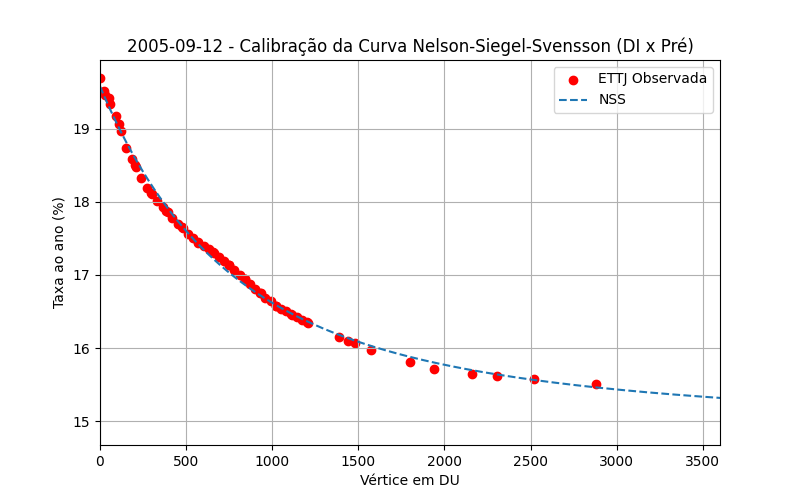 2005-09-12 - Calibração da Curva Nelson-Siegel-Svensson (DI x Pré)
ETTJ Observada
NSS
Taxa ao ano (%)
19
18
17
16
15
0 500 1000 1500 2000 2500 3000 3500
Vértice em DU